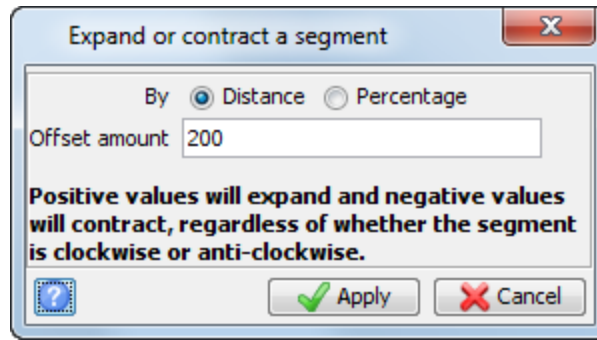 Expand or contract a segment
By Distance Percentage
Offset amount 200
Positive values will expand and negative values
will contract, regardless of whether the segment
is clockwise or anti-clockwise.
? Apply Cancel